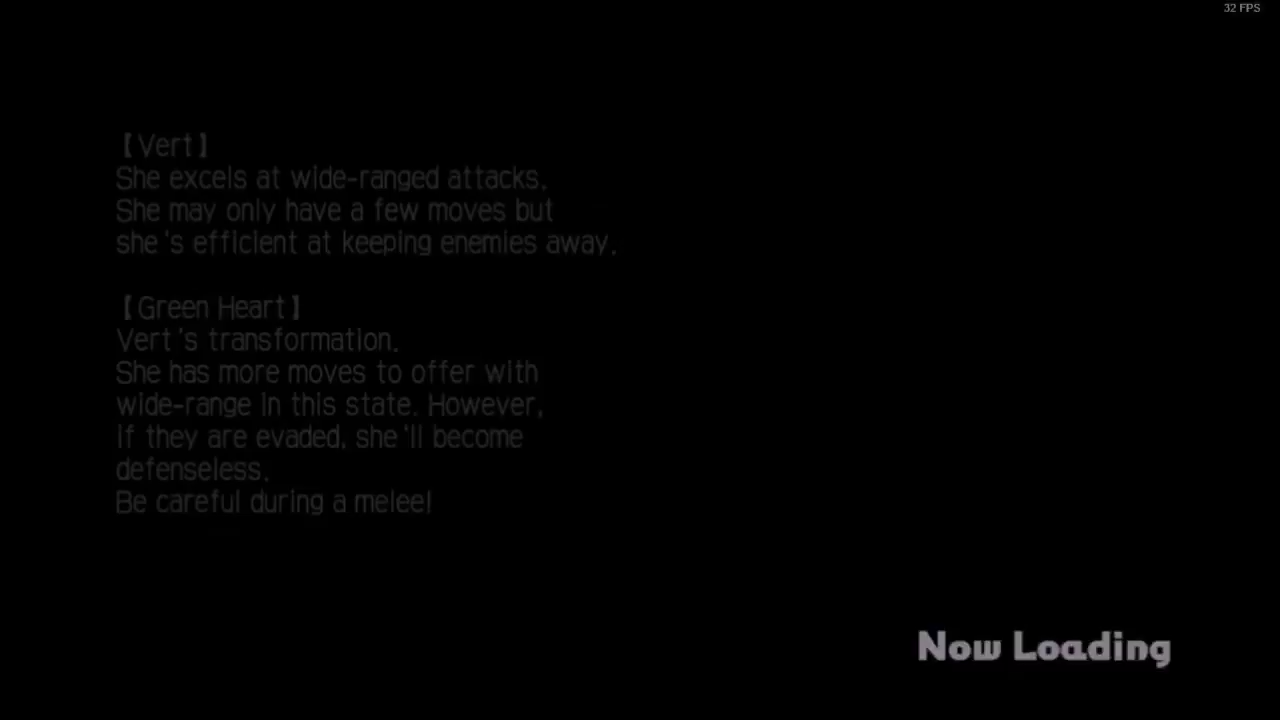 32 FPS
【Vert】
She excels at wide-ranged attacks.
She may only have a few moves but
she's efficient at keeping enemies away.
【Green Heart】
Vert's transformation.
She has more moves to offer with
wide-range in this state. However,
if they are evaded, she'll become
defenseless.
Be careful during a melee!
Now Loading